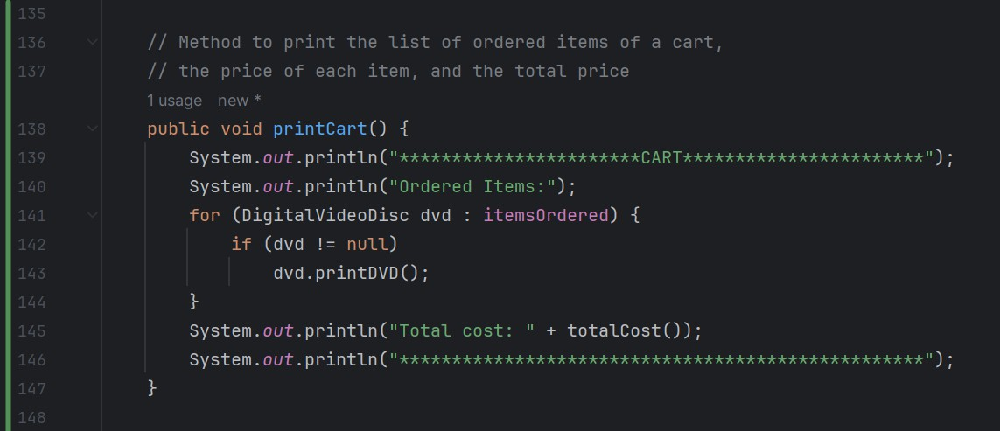 135
136 // Method to print the list of ordered items of a cart,
137 // the price of each item, and the total price
1 usage new *
138 public void printCart() {
139 System.out.println("***********************CART***********************");
140 System.out.println("Ordered Items:");
141 for (DigitalVideoDisc dvd : itemsOrdered) {
142 if (dvd != null)
143 dvd.printDVD();
144 }
145 System.out.println("Total cost: " + totalCost());
146 System.out.println("**************************************************");
147 }
148